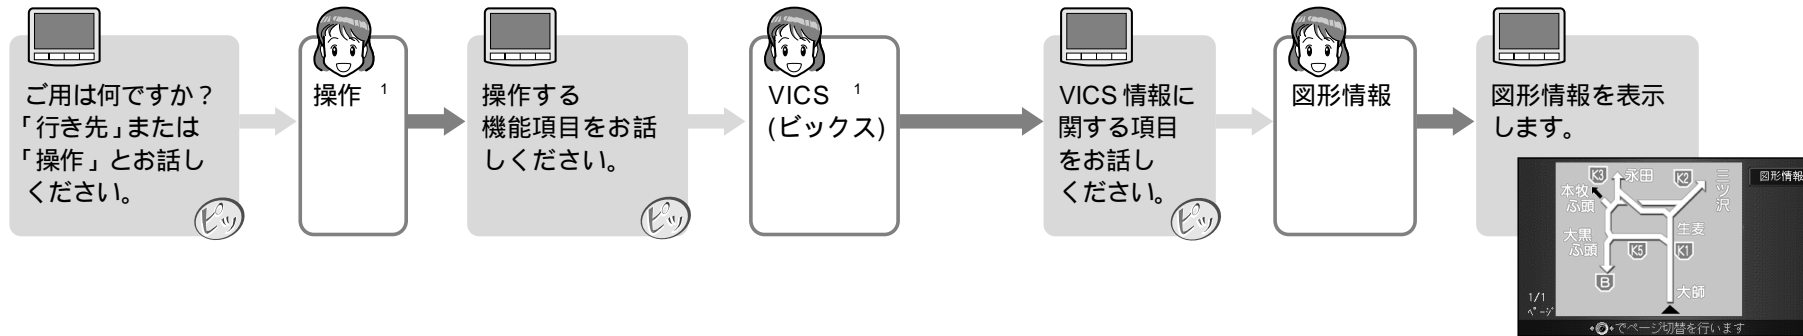 ご用は何ですか？
「行き先」または
「操作」とお話し
ください。
ピッ
操作 1
操作する
機能項目をお話
しください。
ピッ
VICS 1
(ビックス)
VICS 情報に
関する項目
をお話し
ください。
ピッ
図形情報
図形情報を表示
します。
図形情報
K3
永田
K2
三ツ沢
本牧
ふ頭
大黒
ふ頭
生麦
K5
K1
B
大師
1/1
ページ
でページ切替を行います